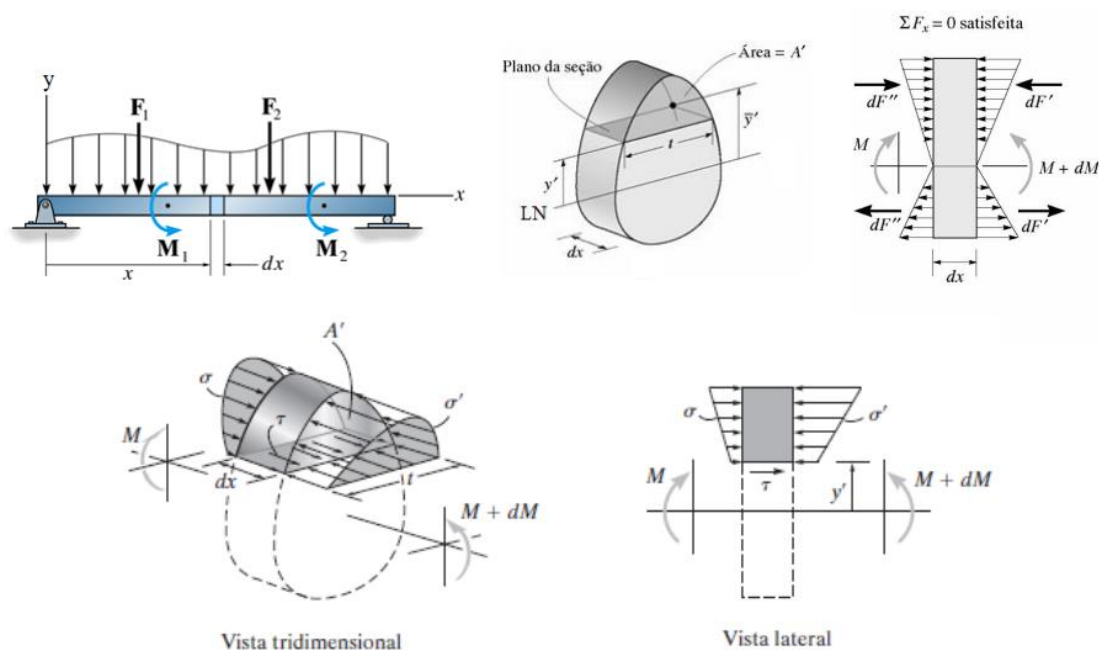 y
F₁
F₂
x
M₁
M₂
x
dx
Plano da seção
Área = A'
y̅'
t
y'
LN
dx
ΣFₓ = 0 satisfeita
dF''
dF'
M
M + dM
dF''
dF'
dx
A'
σ
σ'
τ
M
dx
t
M + dM
Vista tridimensional
σ
σ'
M
τ
y'
M + dM
Vista lateral